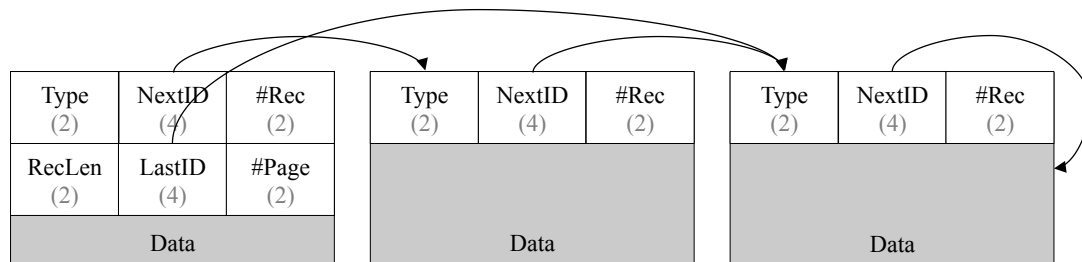 Type NextID #Rec Type NextID #Rec Type NextID #Rec
(2) (4) (2) (2) (4) (2) (2) (4) (2)
RecLen LastID #Page
(2) (4) (2)
Data Data Data